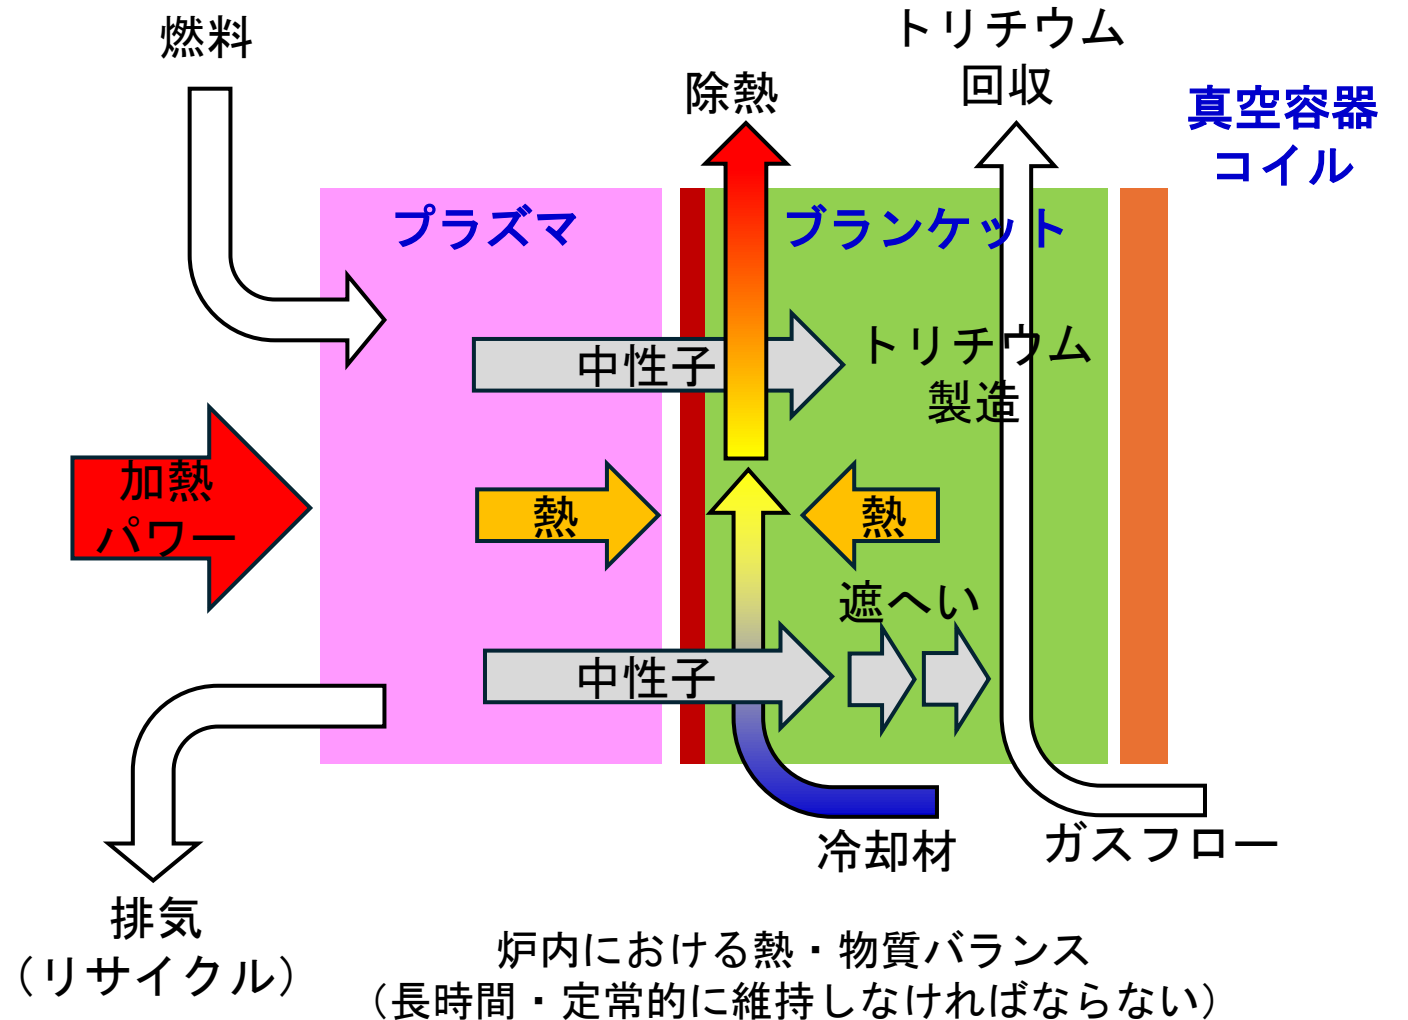 燃料
トリチウム
回収
除熱
真空容器
コイル
プラズマ
ブランケット
中性子
トリチウム
製造
加熱
パワー
熱
熱
遮へい
中性子
冷却材
ガスフロー
排気
（リサイクル）
炉内における熱・物質バランス
（長時間・定常的に維持しなければならない）